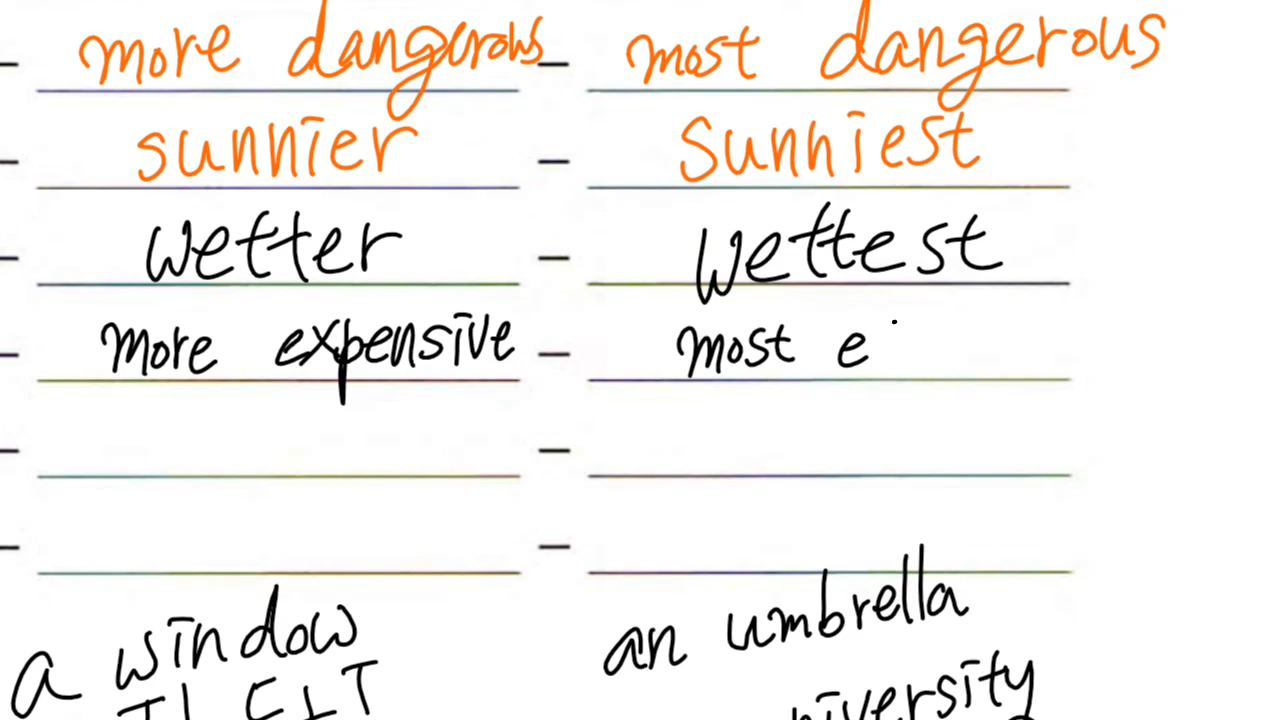 more dangerous — most dangerous
sunnier — sunniest
wetter — wettest
more expensive — most e
a window an umbrella